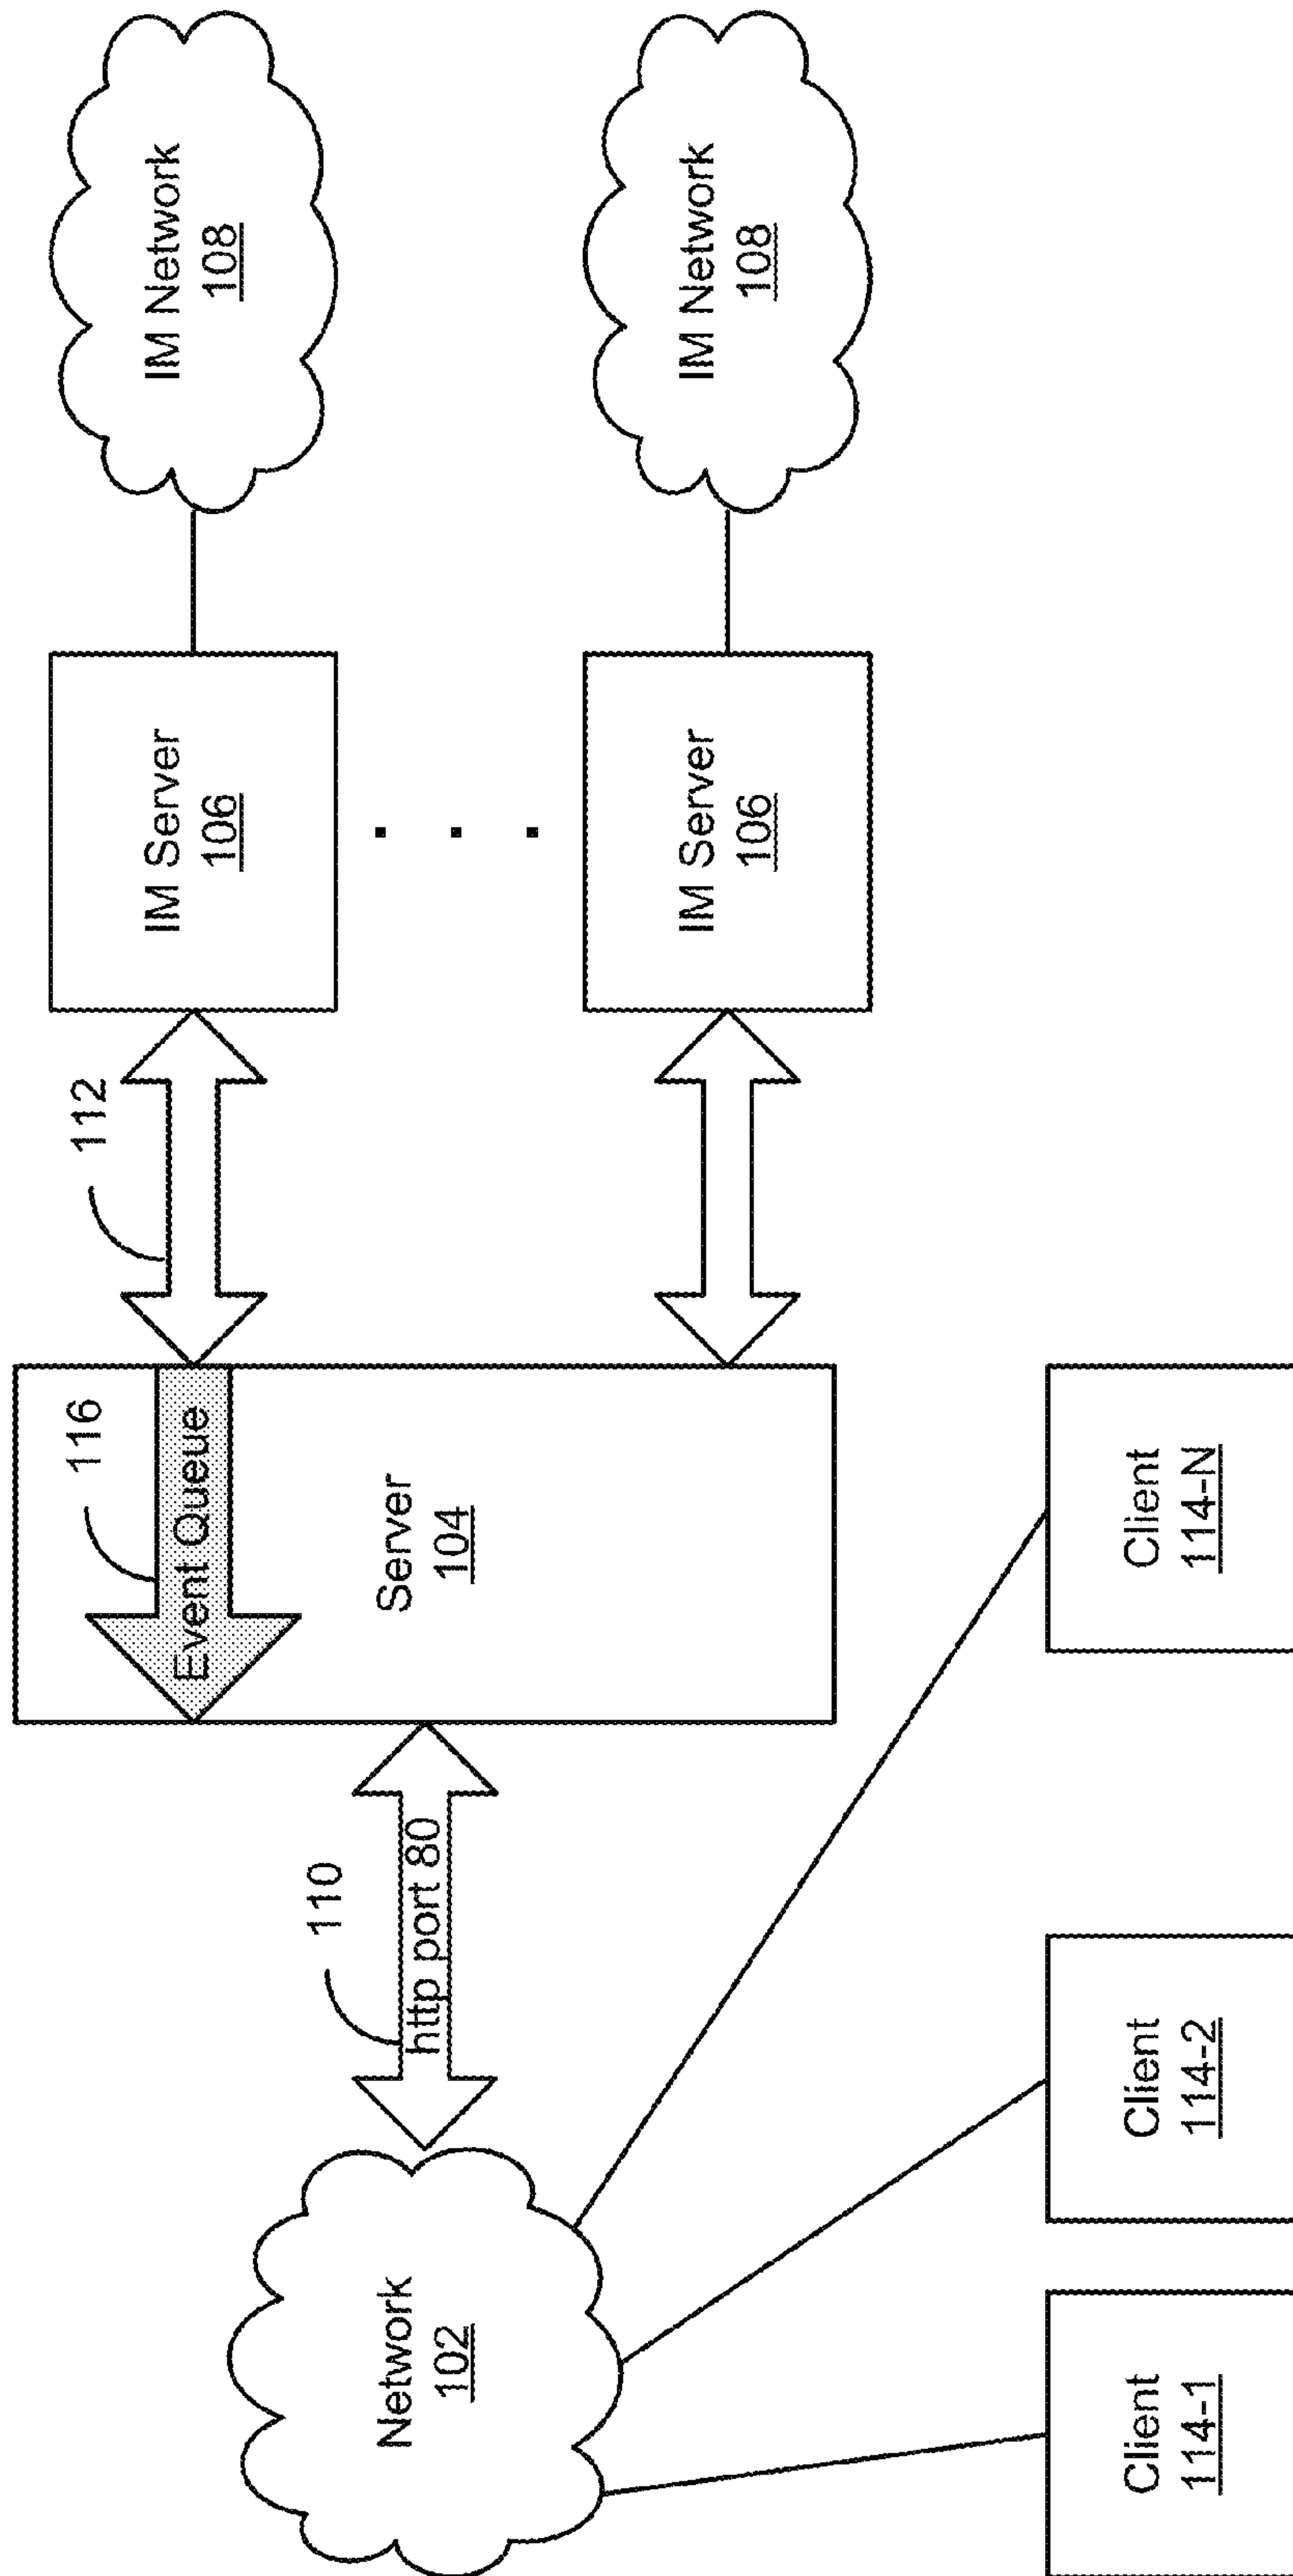 IM Network
108
IM Network
108
IM Server
106
IM Server
106
112
116
Event Queue
Server
104
110
http port 80
Network
102
Client
114-1
Client
114-2
Client
114-N